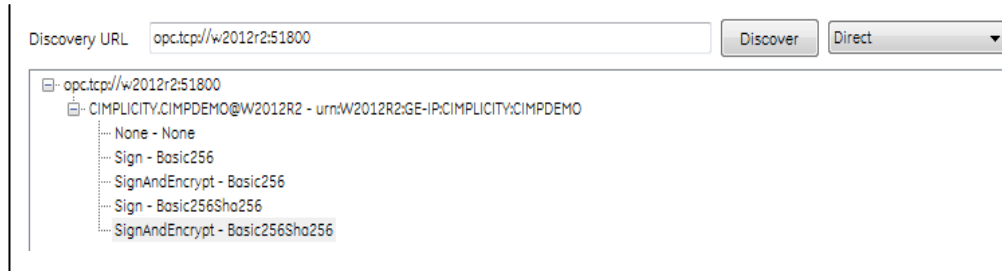 Discovery URL opc.tcp://w2012r2:51800 Discover Direct
opc.tcp://w2012r2:51800
CIMPLICITY.CIMPDEMO@W2012R2 - urn:W2012R2:GE-IP:CIMPLICITY:CIMPDEMO
None - None
Sign - Basic256
SignAndEncrypt - Basic256
Sign - Basic256Sha256
SignAndEncrypt - Basic256Sha256